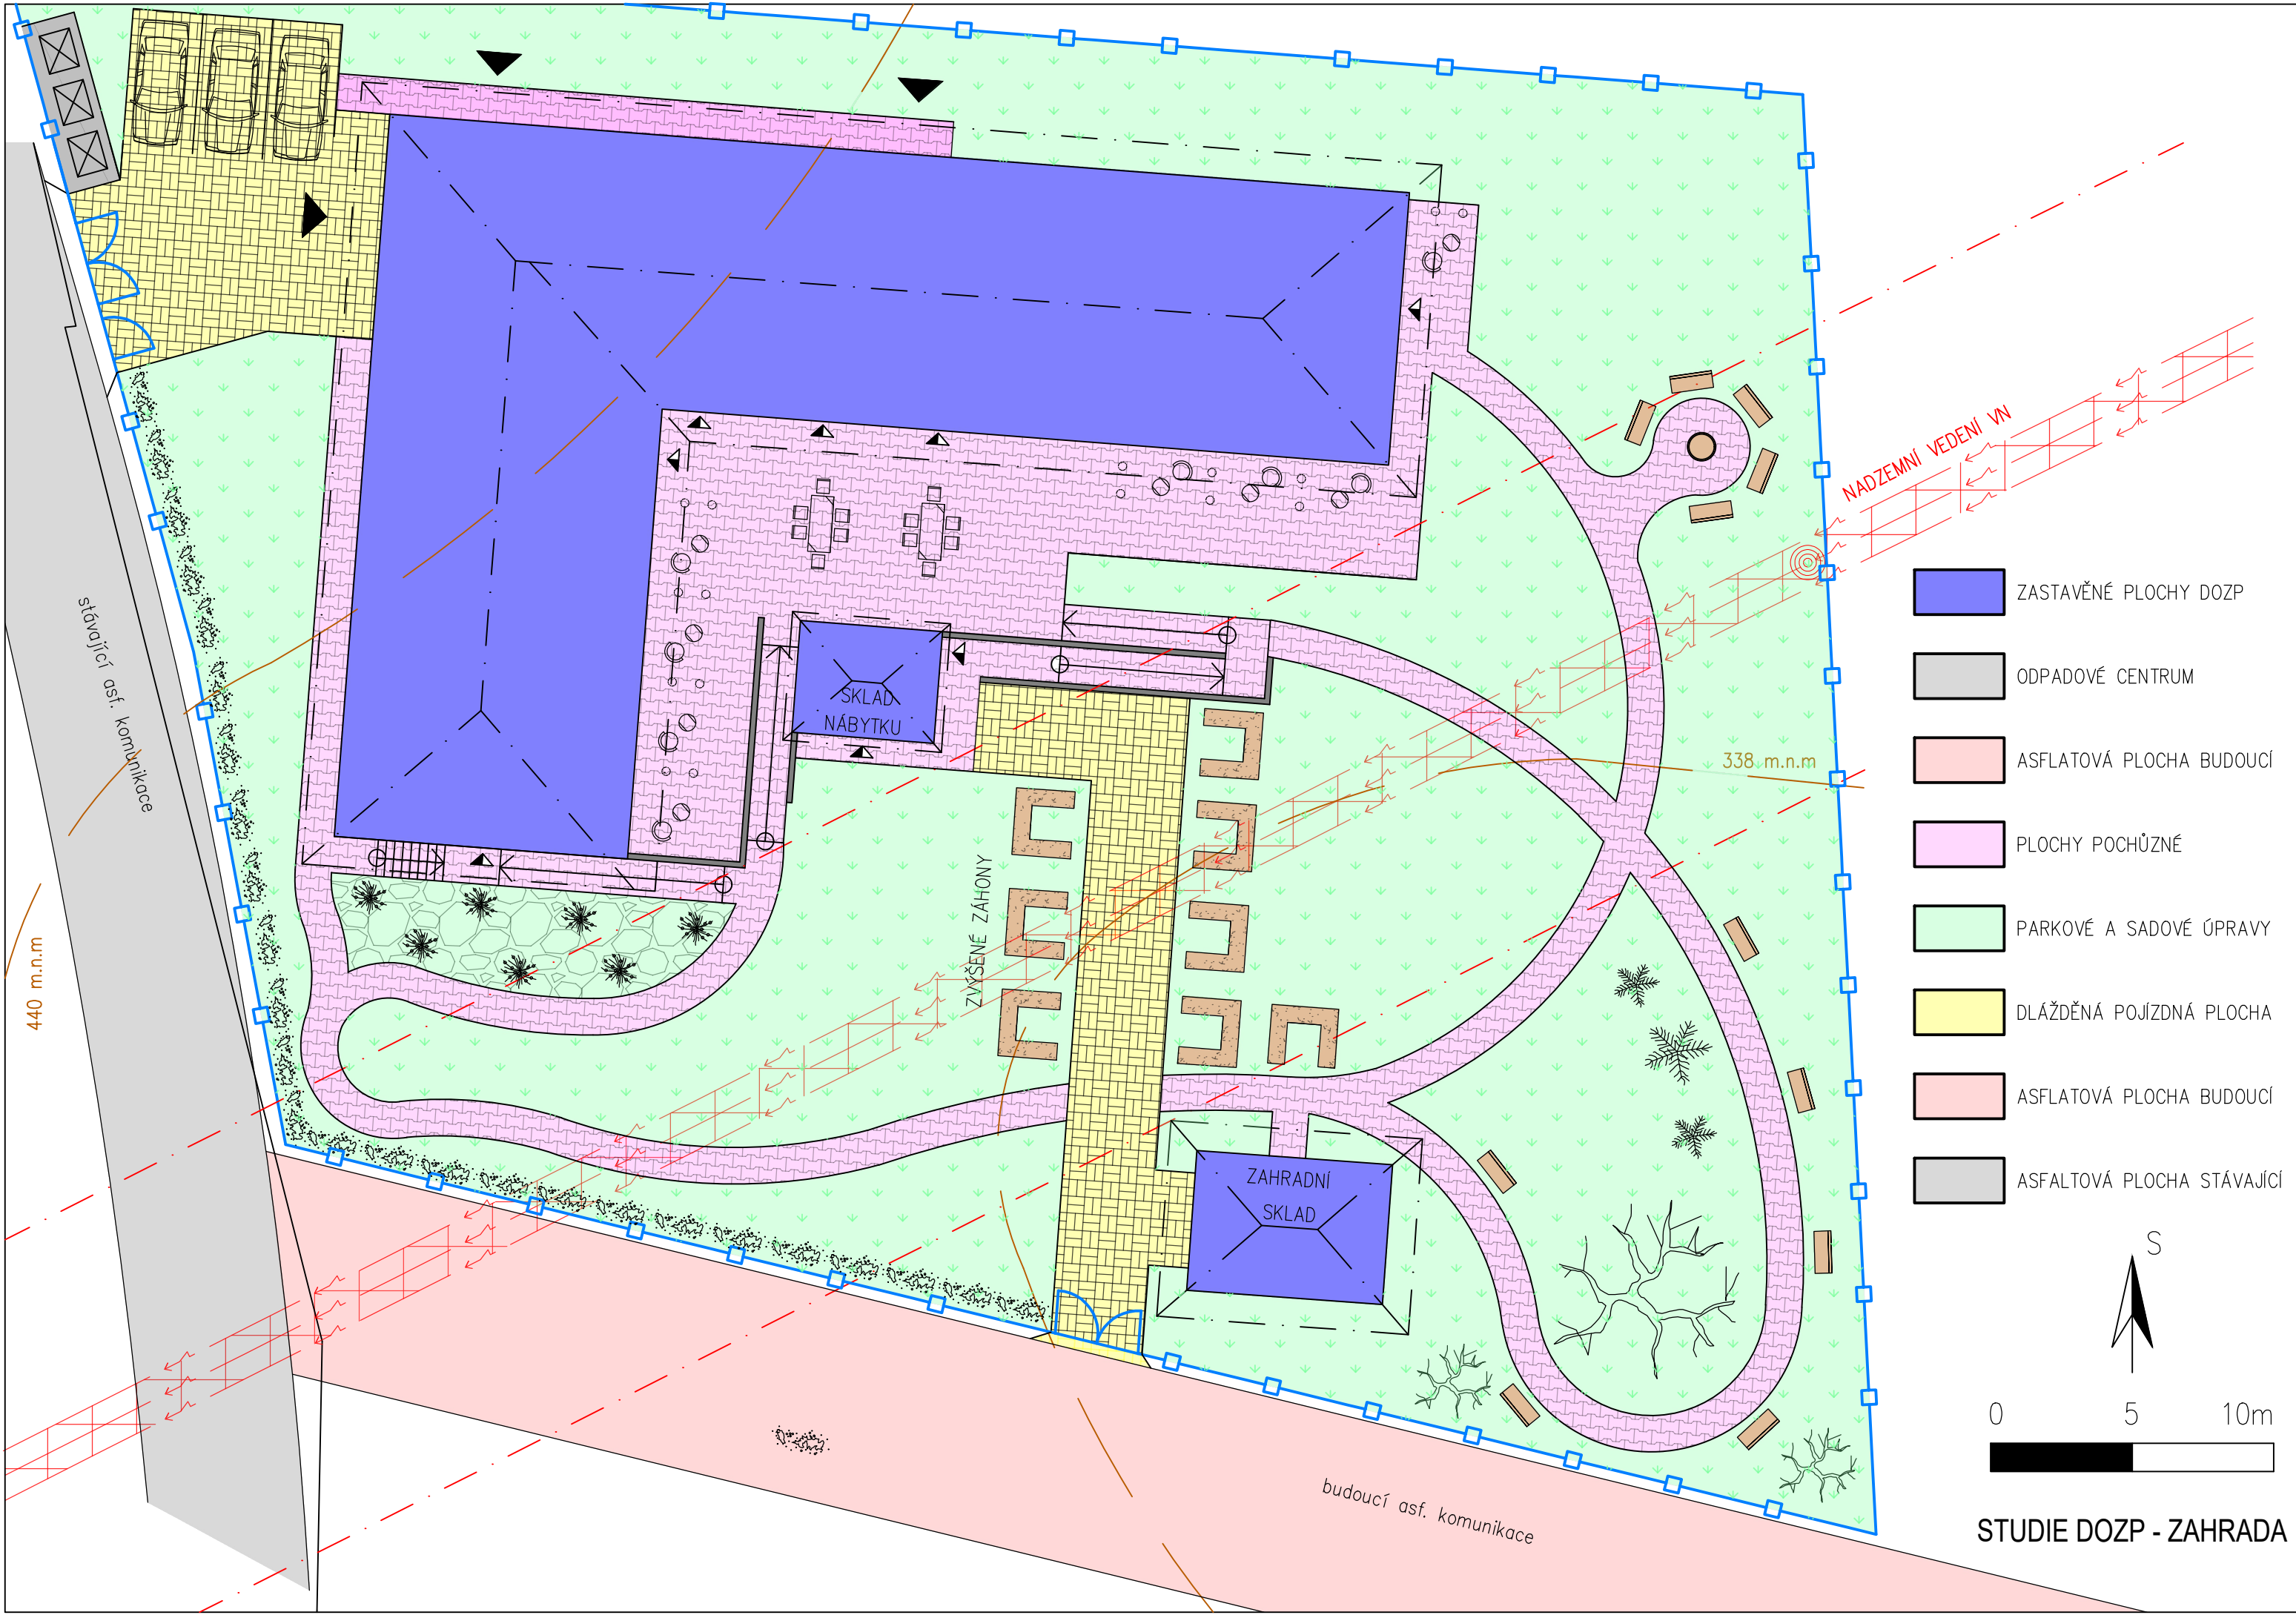 NADZEMNÍ VEDENÍ VN
stávající asf. komunikace
SKLAD
NÁBYTKU
338 m.n.m
440 m.n.m
ZVÝŠENÉ ZÁHONY
ZAHRADNÍ
SKLAD
budoucí asf. komunikace
ZASTAVĚNÉ PLOCHY DOZP
ODPADOVÉ CENTRUM
ASFLATOVÁ PLOCHA BUDOUCÍ
PLOCHY POCHŮZNÉ
PARKOVÉ A SADOVÉ ÚPRAVY
DLÁŽDĚNÁ POJÍZDNÁ PLOCHA
ASFLATOVÁ PLOCHA BUDOUCÍ
ASFALTOVÁ PLOCHA STÁVAJÍCÍ
S
0 5 10m
STUDIE DOZP - ZAHRADA